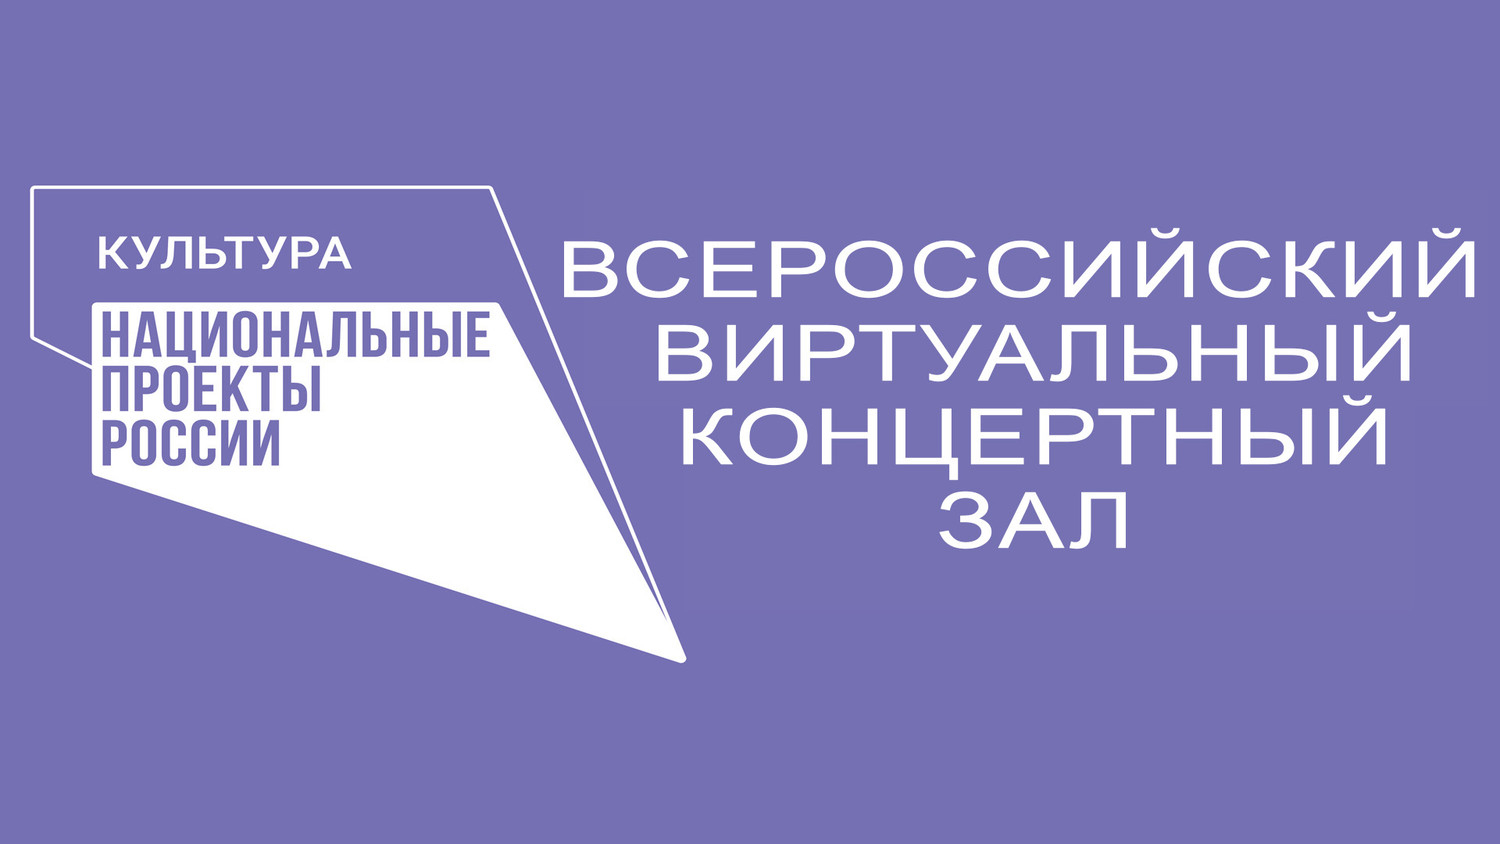 КУЛЬТУРА
НАЦИОНАЛЬНЫЕ
ПРОЕКТЫ
РОССИИ
ВСЕРОССИЙСКИЙ
ВИРТУАЛЬНЫЙ
КОНЦЕРТНЫЙ
ЗАЛ